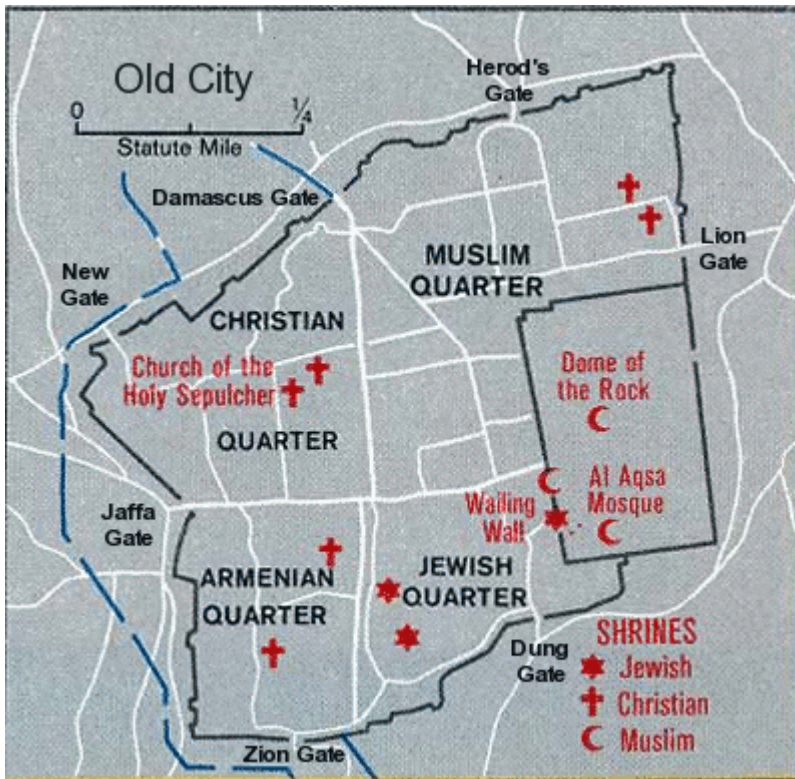 Old City
0 ¼
Statute Mile
Herod's
Gate
Damascus Gate
Lion
Gate
New
Gate
MUSLIM
QUARTER
CHRISTIAN
Church of the
Holy Sepulcher
QUARTER
Dome of
the Rock
Al Aqsa
Mosque
Wailing
Wall
Jaffa
Gate
ARMENIAN
QUARTER
JEWISH
QUARTER
Dung
Gate
Zion Gate
SHRINES
Jewish
Christian
Muslim